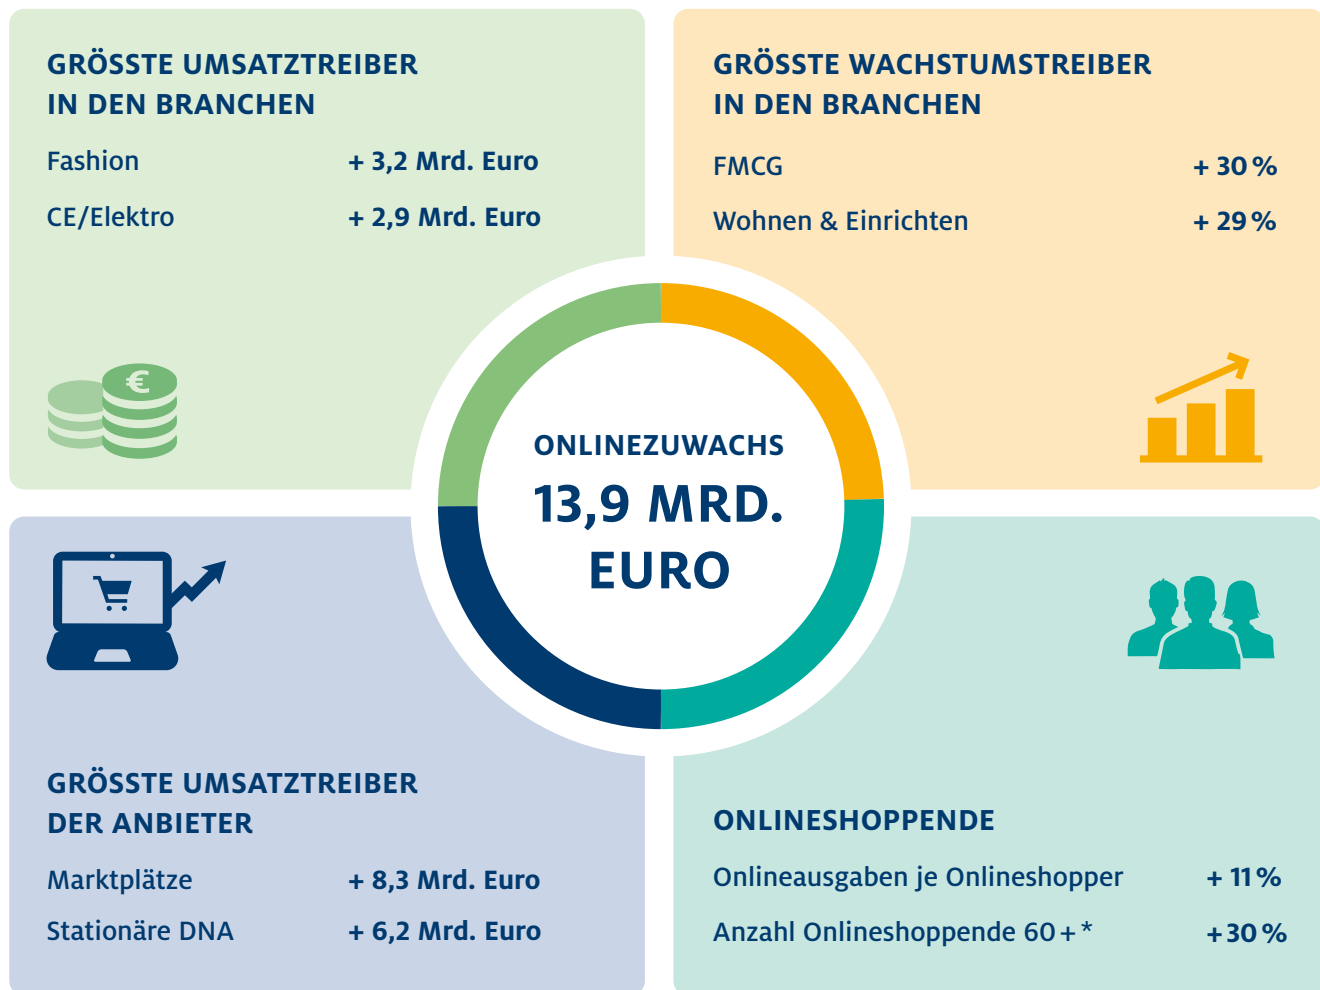 GRÖSSTE UMSATZTREIBER
IN DEN BRANCHEN
Fashion + 3,2 Mrd. Euro
CE/Elektro + 2,9 Mrd. Euro
€
GRÖSSTE WACHSTUMSTREIBER
IN DEN BRANCHEN
FMCG + 30 %
Wohnen & Einrichten + 29 %
ONLINEZUWACHS
13,9 MRD.
EURO
GRÖSSTE UMSATZTREIBER
DER ANBIETER
Marktplätze + 8,3 Mrd. Euro
Stationäre DNA + 6,2 Mrd. Euro
ONLINESHOPPENDE
Onlineausgaben je Onlineshopper + 11 %
Anzahl Onlineshoppende 60 + * + 30 %